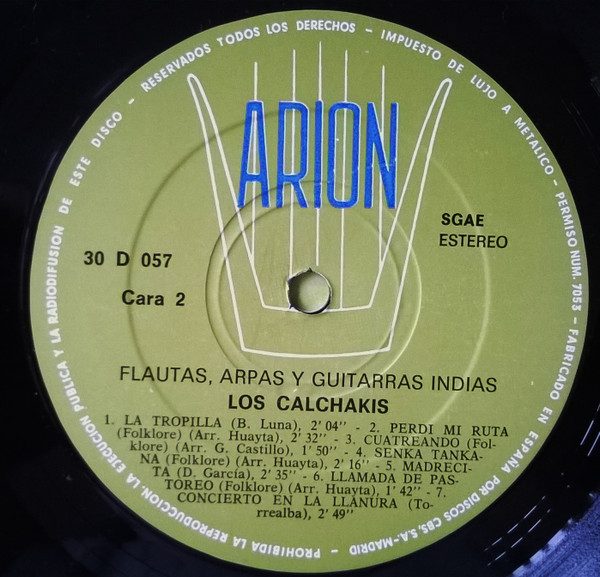 RESERVADOS TODOS LOS DERECHOS - IMPUESTO DE LUJO A METALICO - PERMISO NUM. 7053 - FABRICADO EN ESPAÑA POR DISCOS CBS, S.A.-MADRID - PROHIBIDA LA REPRODUCCION, LA EJECUCION PUBLICA Y LA RADIODIFUSION DE ESTE DISCO -
ARION
SGAE
ESTEREO
30 D 057
Cara 2
FLAUTAS, ARPAS Y GUITARRAS INDIAS
LOS CALCHAKIS
1. LA TROPILLA (B. Luna), 2' 04'' - 2. PERDI MI RUTA
(Folklore) (Arr. Huayta), 2' 32'' - 3. CUATREANDO (Fol-
klore) (Arr. G. Castillo), 1' 50'' - 4. SENKA TANKA-
NA (Folklore) (Arr. Huayta), 2' 16'' - 5. MADRECI-
TA (D. García), 2' 35'' - 6. LLAMADA DE PAS-
TOREO (Folklore) (Arr. Huayta), 1' 42'' - 7.
CONCIERTO EN LA LLANURA (To-
rrealba), 2' 49''